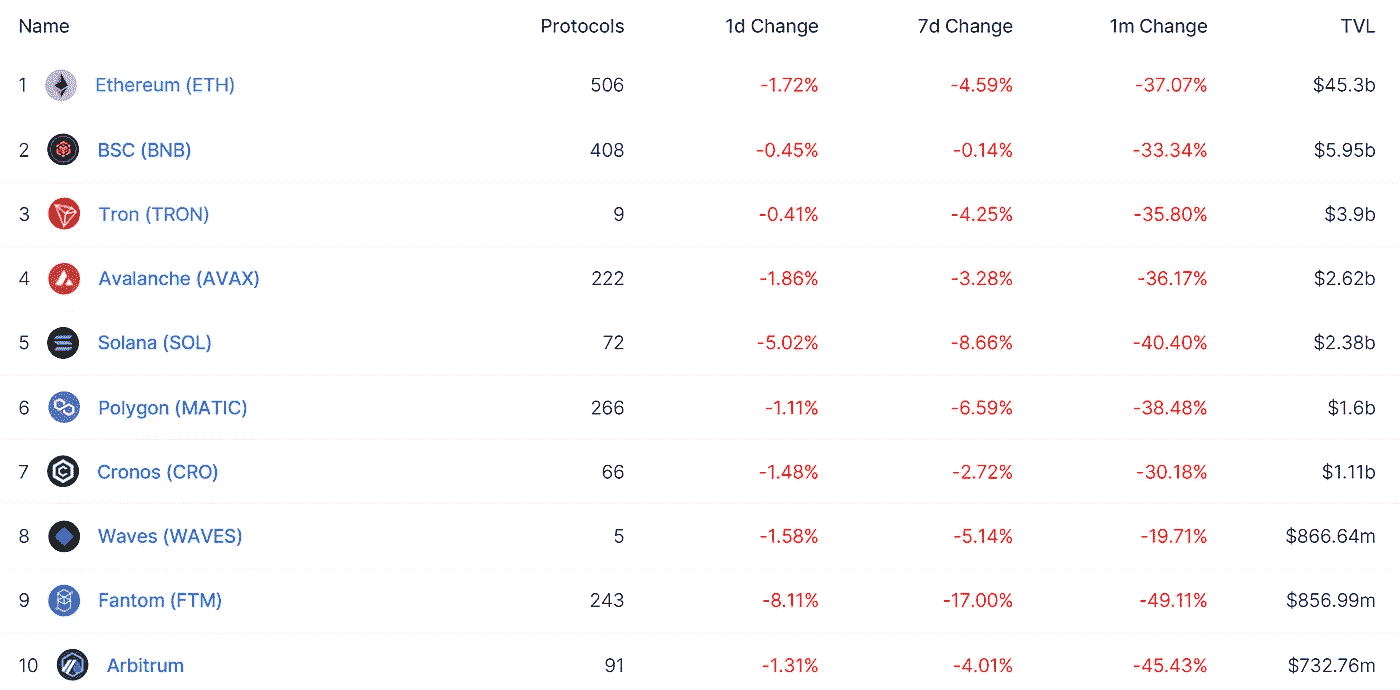 Name Protocols 1d Change 7d Change 1m Change TVL
1 Ethereum (ETH) 506 -1.72% -4.59% -37.07% $45.3b
2 BSC (BNB) 408 -0.45% -0.14% -33.34% $5.95b
3 Tron (TRON) 9 -0.41% -4.25% -35.80% $3.9b
4 Avalanche (AVAX) 222 -1.86% -3.28% -36.17% $2.62b
5 Solana (SOL) 72 -5.02% -8.66% -40.40% $2.38b
6 Polygon (MATIC) 266 -1.11% -6.59% -38.48% $1.6b
7 Cronos (CRO) 66 -1.48% -2.72% -30.18% $1.11b
8 Waves (WAVES) 5 -1.58% -5.14% -19.71% $866.64m
9 Fantom (FTM) 243 -8.11% -17.00% -49.11% $856.99m
10 Arbitrum 91 -1.31% -4.01% -45.43% $732.76m